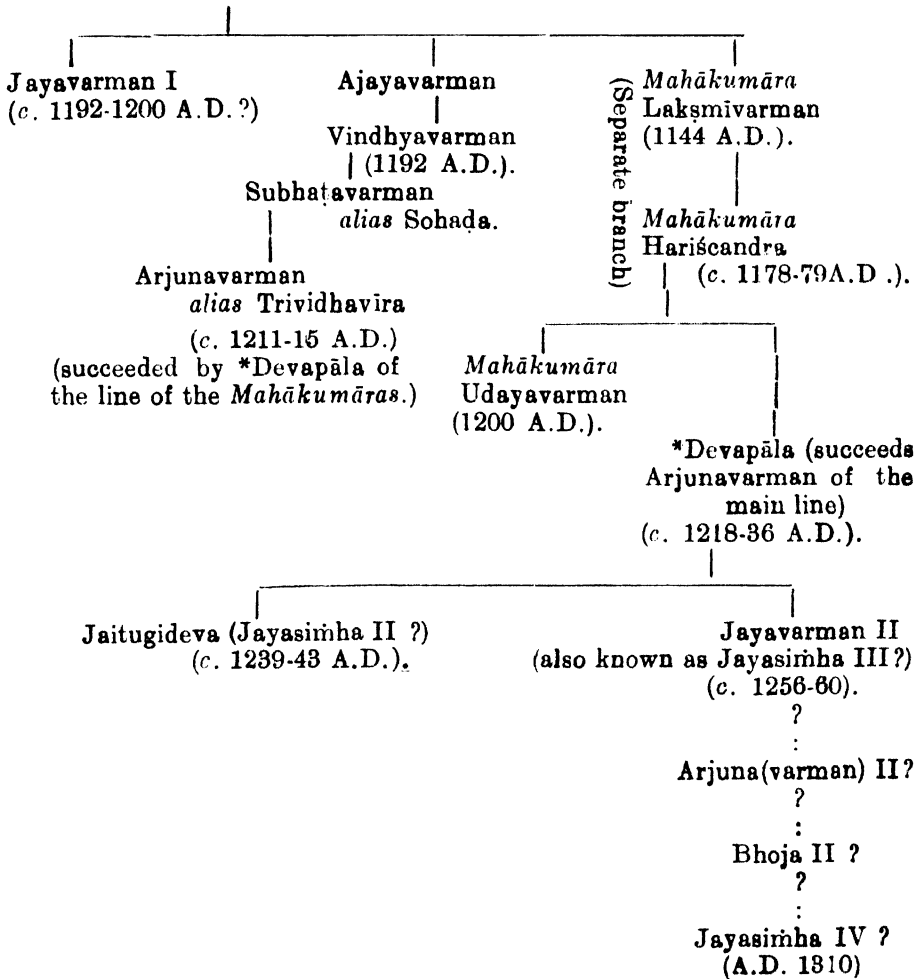 Jayavarman I
(c. 1192-1200 A.D.?)
Ajayavarman
Vindhyavarman
(1192 A.D.).
Subhaṭavarman
alias Sohaḍa.
Arjunavarman
alias Trividhavīra
(c. 1211-15 A.D.)
(succeeded by *Devapāla of
the line of the Mahākumāras.)
(Separate branch)
Mahākumāra
Lakṣmīvarman
(1144 A.D.).
Mahākumāra
Hariścandra
(c. 1178-79A.D .).
Mahākumāra
Udayavarman
(1200 A.D.).
*Devapāla (succeeds
Arjunavarman of the
main line)
(c. 1218-36 A.D.).
Jaitugideva (Jayasiṁha II ?)
(c. 1239-43 A.D.).
Jayavarman II
(also known as Jayasiṁha III?)
(c. 1256-60).
?
:
Arjuna(varman) II?
?
:
Bhoja II ?
?
:
Jayasiṁha IV ?
(A.D. 1310)